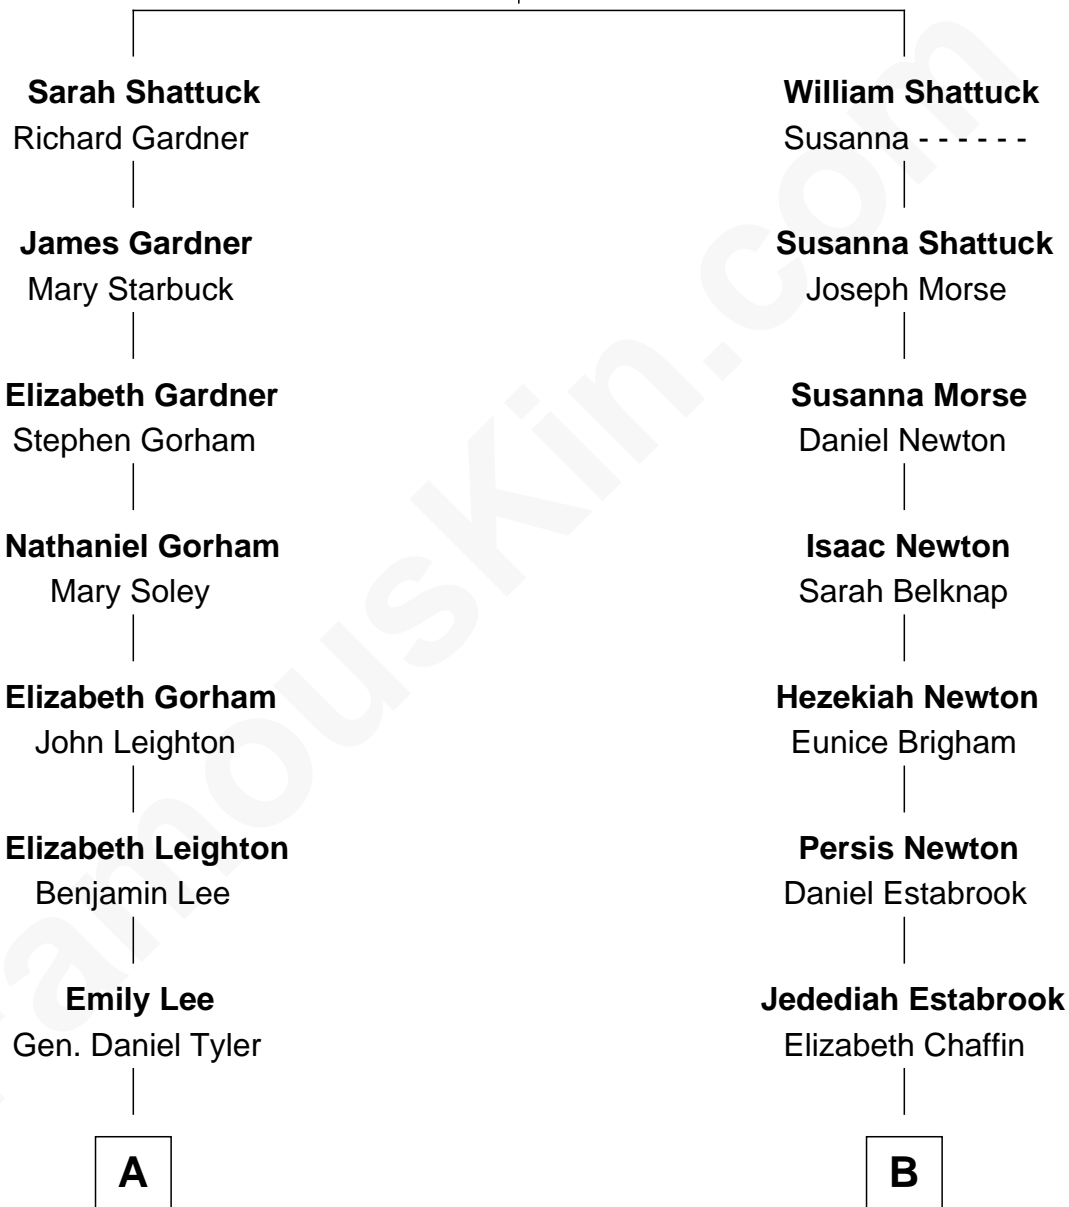 Sarah Shattuck
Richard Gardner
James Gardner
Mary Starbuck
Elizabeth Gardner
Stephen Gorham
Nathaniel Gorham
Mary Soley
Elizabeth Gorham
John Leighton
Elizabeth Leighton
Benjamin Lee
Emily Lee
Gen. Daniel Tyler
A
William Shattuck
Susanna - - - - - -
Susanna Shattuck
Joseph Morse
Susanna Morse
Daniel Newton
Isaac Newton
Sarah Belknap
Hezekiah Newton
Eunice Brigham
Persis Newton
Daniel Estabrook
Jedediah Estabrook
Elizabeth Chaffin
B
FamousKin.com